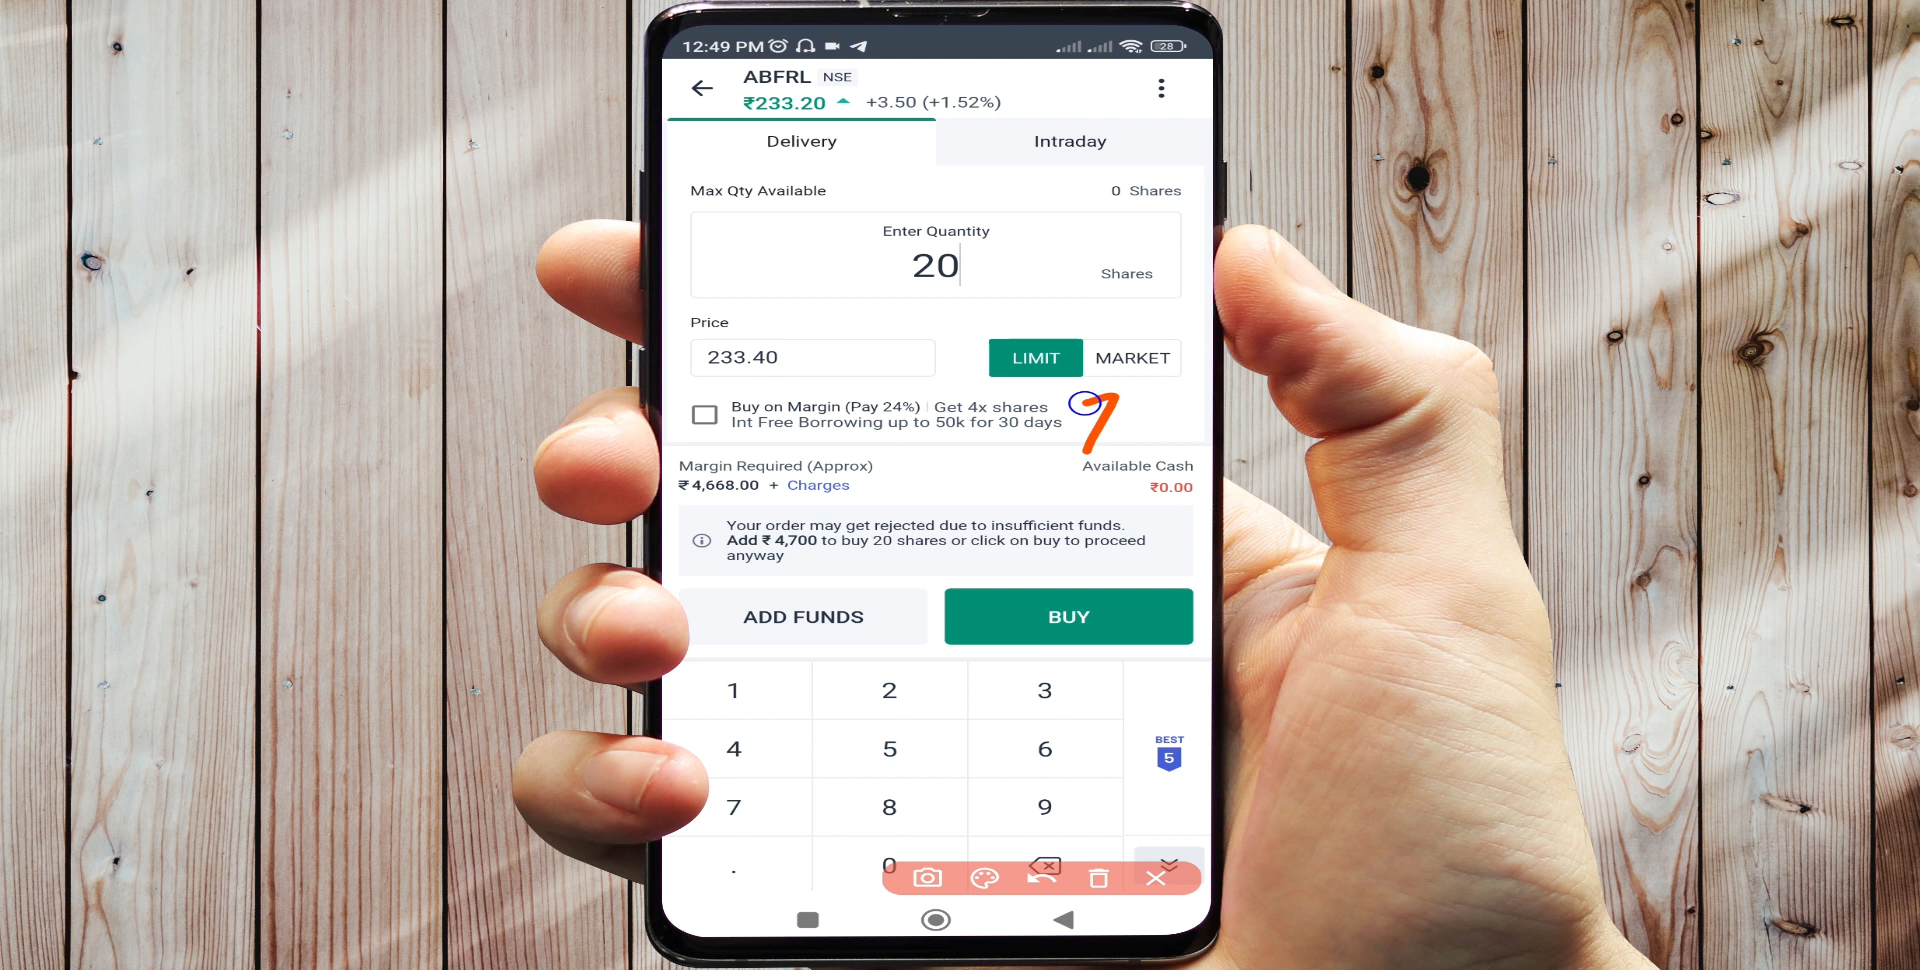 12:49 PM 28
ABFRL NSE
₹233.20 +3.50 (+1.52%)
Delivery Intraday
Max Qty Available 0 Shares
Enter Quantity
20 Shares
Price
233.40 LIMIT MARKET
Buy on Margin (Pay 24%) | Get 4x shares
Int Free Borrowing up to 50k for 30 days
Margin Required (Approx) Available Cash
₹4,668.00 + Charges ₹0.00
Your order may get rejected due to insufficient funds.
Add ₹ 4,700 to buy 20 shares or click on buy to proceed
anyway
ADD FUNDS BUY
1 2 3
4 5 6
BEST
5
7 8 9
. 0